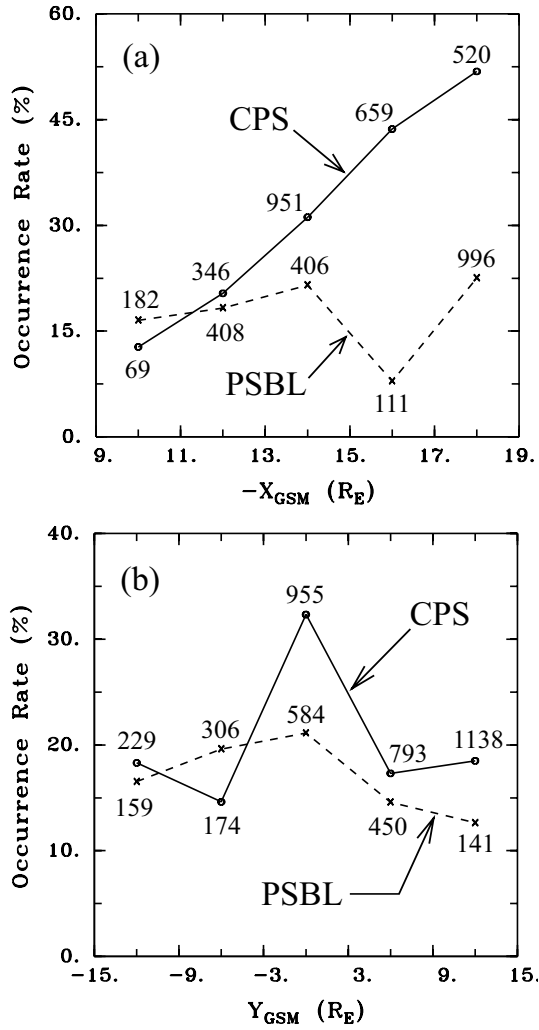 60.
(a)
520
CPS
659
45.
951
30.
346
406
996
182
408
15.
69
PSBL
111
0.
9. 11. 13. 15. 17. 19.
-X_GSM (R_E)
Occurrence Rate (%)
40.
(b)
955
CPS
30.
584
306
793
1138
229
20.
159
174
450
141
10.
PSBL
0.
-15. -9. -3. 3. 9. 15.
Y_GSM (R_E)
Occurrence Rate (%)